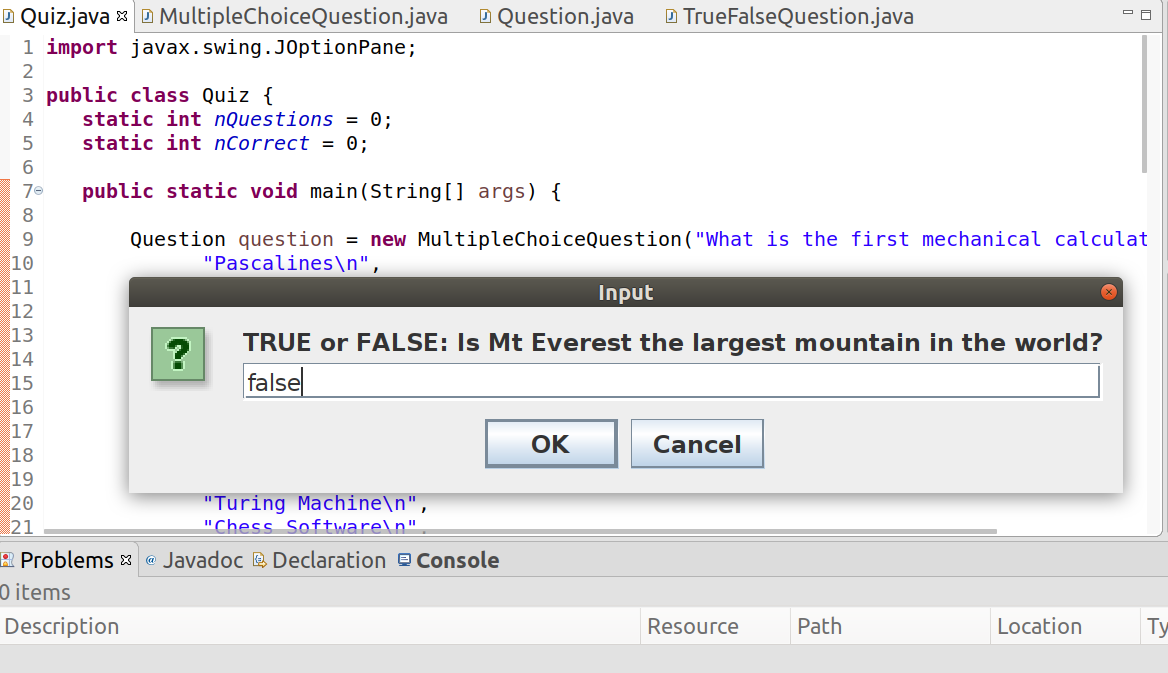 Quiz.java MultipleChoiceQuestion.java Question.java TrueFalseQuestion.java
1 import javax.swing.JOptionPane;
2
3 public class Quiz {
4 static int nQuestions = 0;
5 static int nCorrect = 0;
6
7 public static void main(String[] args) {
8
9 Question question = new MultipleChoiceQuestion("What is the first mechanical calculat
10 "Pascalines\n",
11
12
13
14
15
16
17
18
19
20 "Turing Machine\n",
21 "Chess Software\n",
Input
?
TRUE or FALSE: Is Mt Everest the largest mountain in the world?
false
OK Cancel
Problems @ Javadoc Declaration Console
0 items
Description Resource Path Location Ty